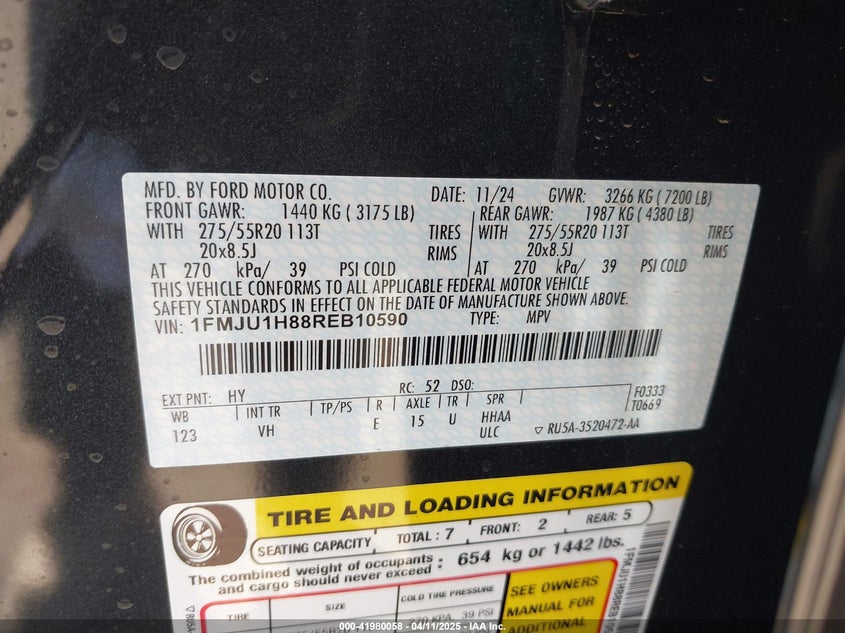 MFD. BY FORD MOTOR CO. DATE: 11/24 GVWR: 3266 KG ( 7200 LB)
FRONT GAWR: 1440 KG ( 3175 LB) REAR GAWR: 1987 KG ( 4380 LB)
WITH 275/55R20 113T TIRES WITH 275/55R20 113T TIRES
20x8.5J RIMS 20x8.5J RIMS
AT 270 kPa/ 39 PSI COLD AT 270 kPa/ 39 PSI COLD
THIS VEHICLE CONFORMS TO ALL APPLICABLE FEDERAL MOTOR VEHICLE
SAFETY STANDARDS IN EFFECT ON THE DATE OF MANUFACTURE SHOWN ABOVE.
VIN: 1FMJU1H88REB10590 TYPE: MPV
EXT PNT: HY RC: 52 DSO: F0333
WB INT TR TP/PS R AXLE TR SPR T0669
123 VH E 15 U HHAA
ULC RU5A-3520472-AA
TIRE AND LOADING INFORMATION
SEATING CAPACITY TOTAL : 7 FRONT: 2 REAR: 5
The combined weight of occupants and cargo should never exceed : 654 kg or 1442 lbs.
TIRE SIZE COLD TIRE PRESSURE SEE OWNERS
MANUAL FOR
ADDITIONAL
000-41980058 - 04/11/2025 - IAA Inc.